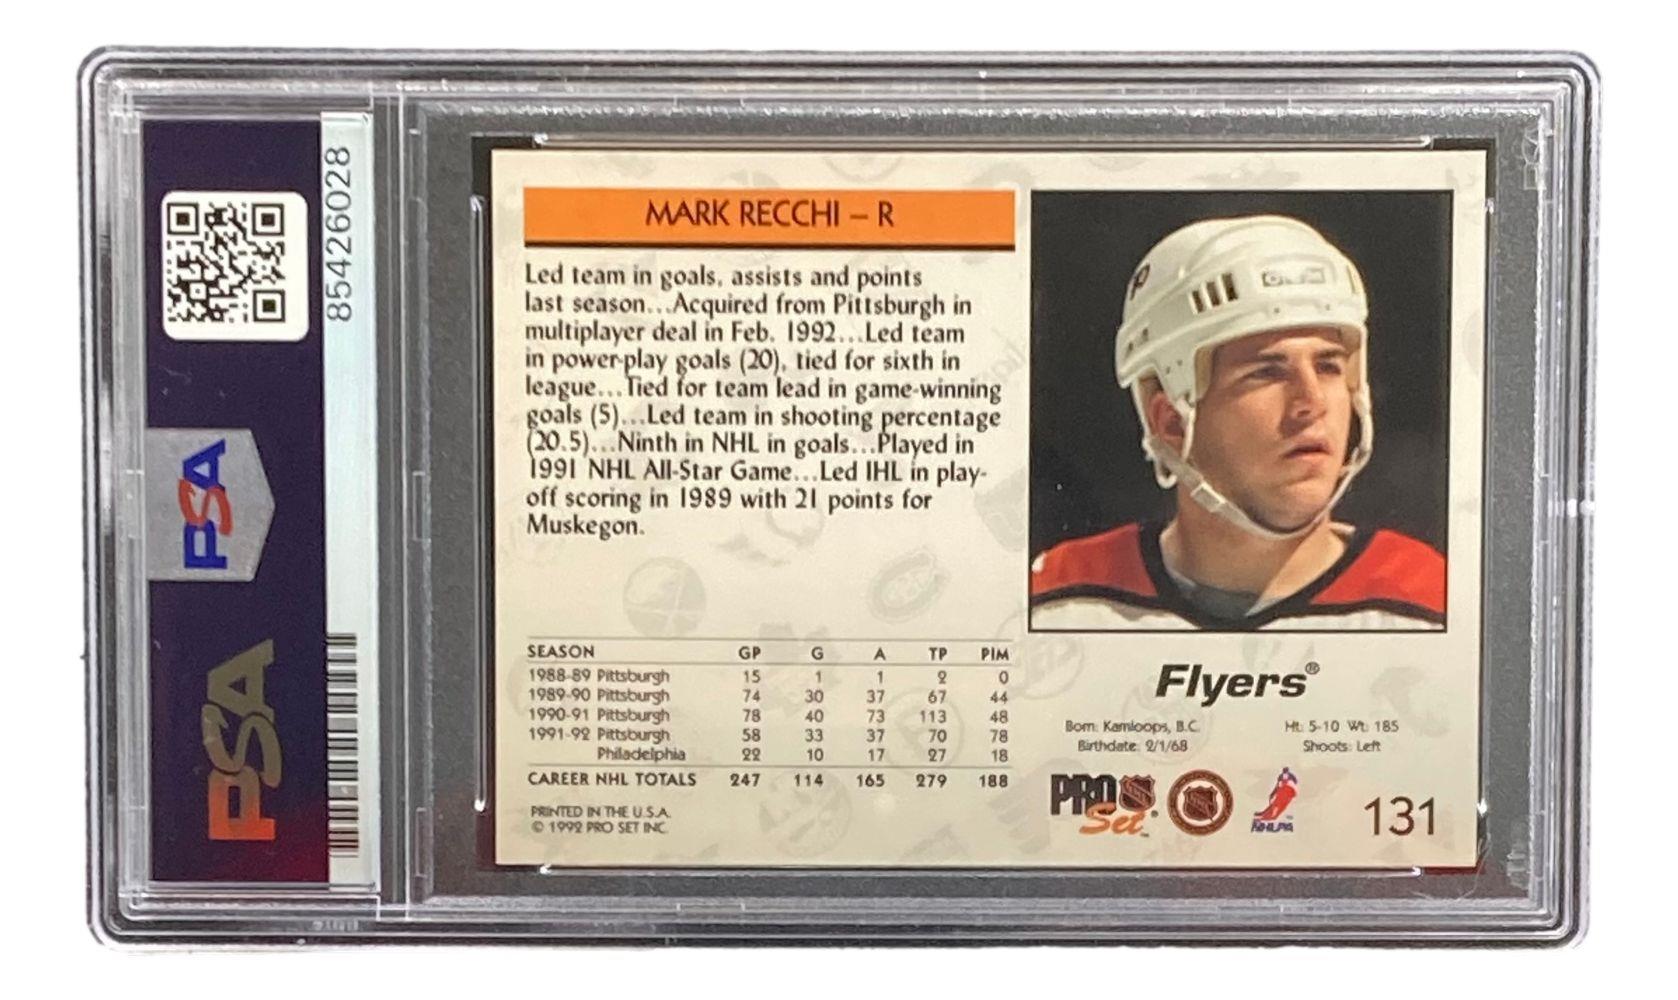 85426028
PSA
PSA
MARK RECCHI – R
Led team in goals, assists and points
last season...Acquired from Pittsburgh in
multiplayer deal in Feb. 1992...Led team
in power-play goals (20), tied for sixth in
league...Tied for team lead in game-winning
goals (5)...Led team in shooting percentage
(20.5)...Ninth in NHL in goals...Played in
1991 NHL All-Star Game...Led IHL in play-
off scoring in 1989 with 21 points for
Muskegon.
SEASON GP G A TP PIM
1988-89 Pittsburgh 15 1 1 2 0
1989-90 Pittsburgh 74 30 37 67 44
1990-91 Pittsburgh 78 40 73 113 48
1991-92 Pittsburgh 58 33 37 70 78
Philadelphia 22 10 17 27 18
CAREER NHL TOTALS 247 114 165 279 188
PRINTED IN THE U.S.A.
© 1992 PRO SET INC.
Flyers®
Born: Kamloops, B.C. Ht: 5-10 Wt: 185
Birthdate: 2/1/68 Shoots: Left
PRO Set™ NHLPA 131